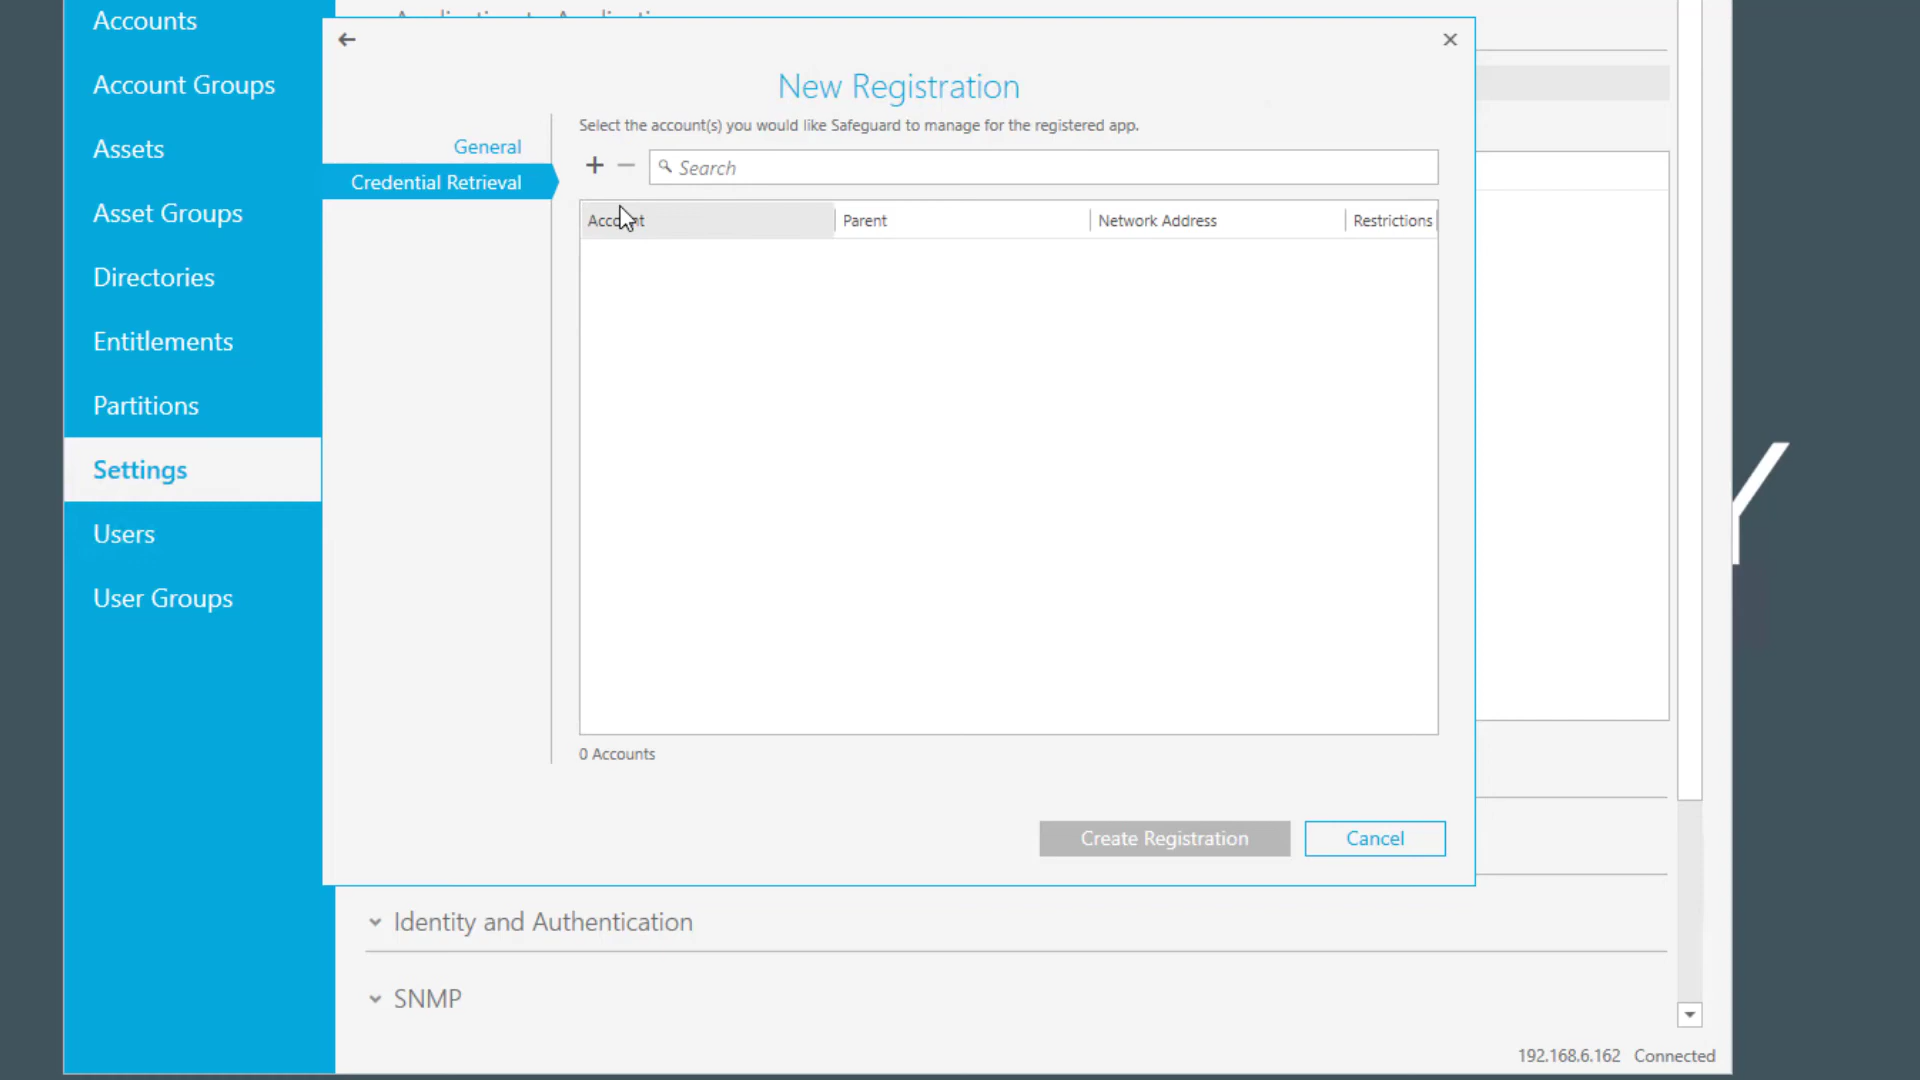 Accounts
Account Groups
Assets
Asset Groups
Directories
Entitlements
Partitions
Settings
Users
User Groups
New Registration
General
Credential Retrieval
Select the account(s) you would like Safeguard to manage for the registered app.
Search
Account Parent Network Address Restrictions
0 Accounts
Create Registration Cancel
Identity and Authentication
SNMP
192.168.6.162 Connected
Y